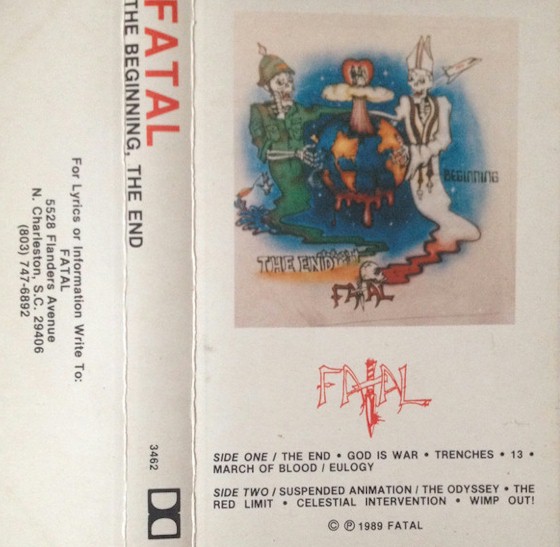 For Lyrics or Information Write To:
FATAL
5528 Flanders Avenue
N. Charleston, S.C. 29406
(803) 747-6892
FATAL
THE BEGINNING, THE END
3462
BEGINNING
THE END
FATAL
FATAL
SIDE ONE / THE END • GOD IS WAR • TRENCHES • 13 •
MARCH OF BLOOD / EULOGY
SIDE TWO / SUSPENDED ANIMATION / THE ODYSSEY • THE
RED LIMIT • CELESTIAL INTERVENTION • WIMP OUT!
© ℗ 1989 FATAL